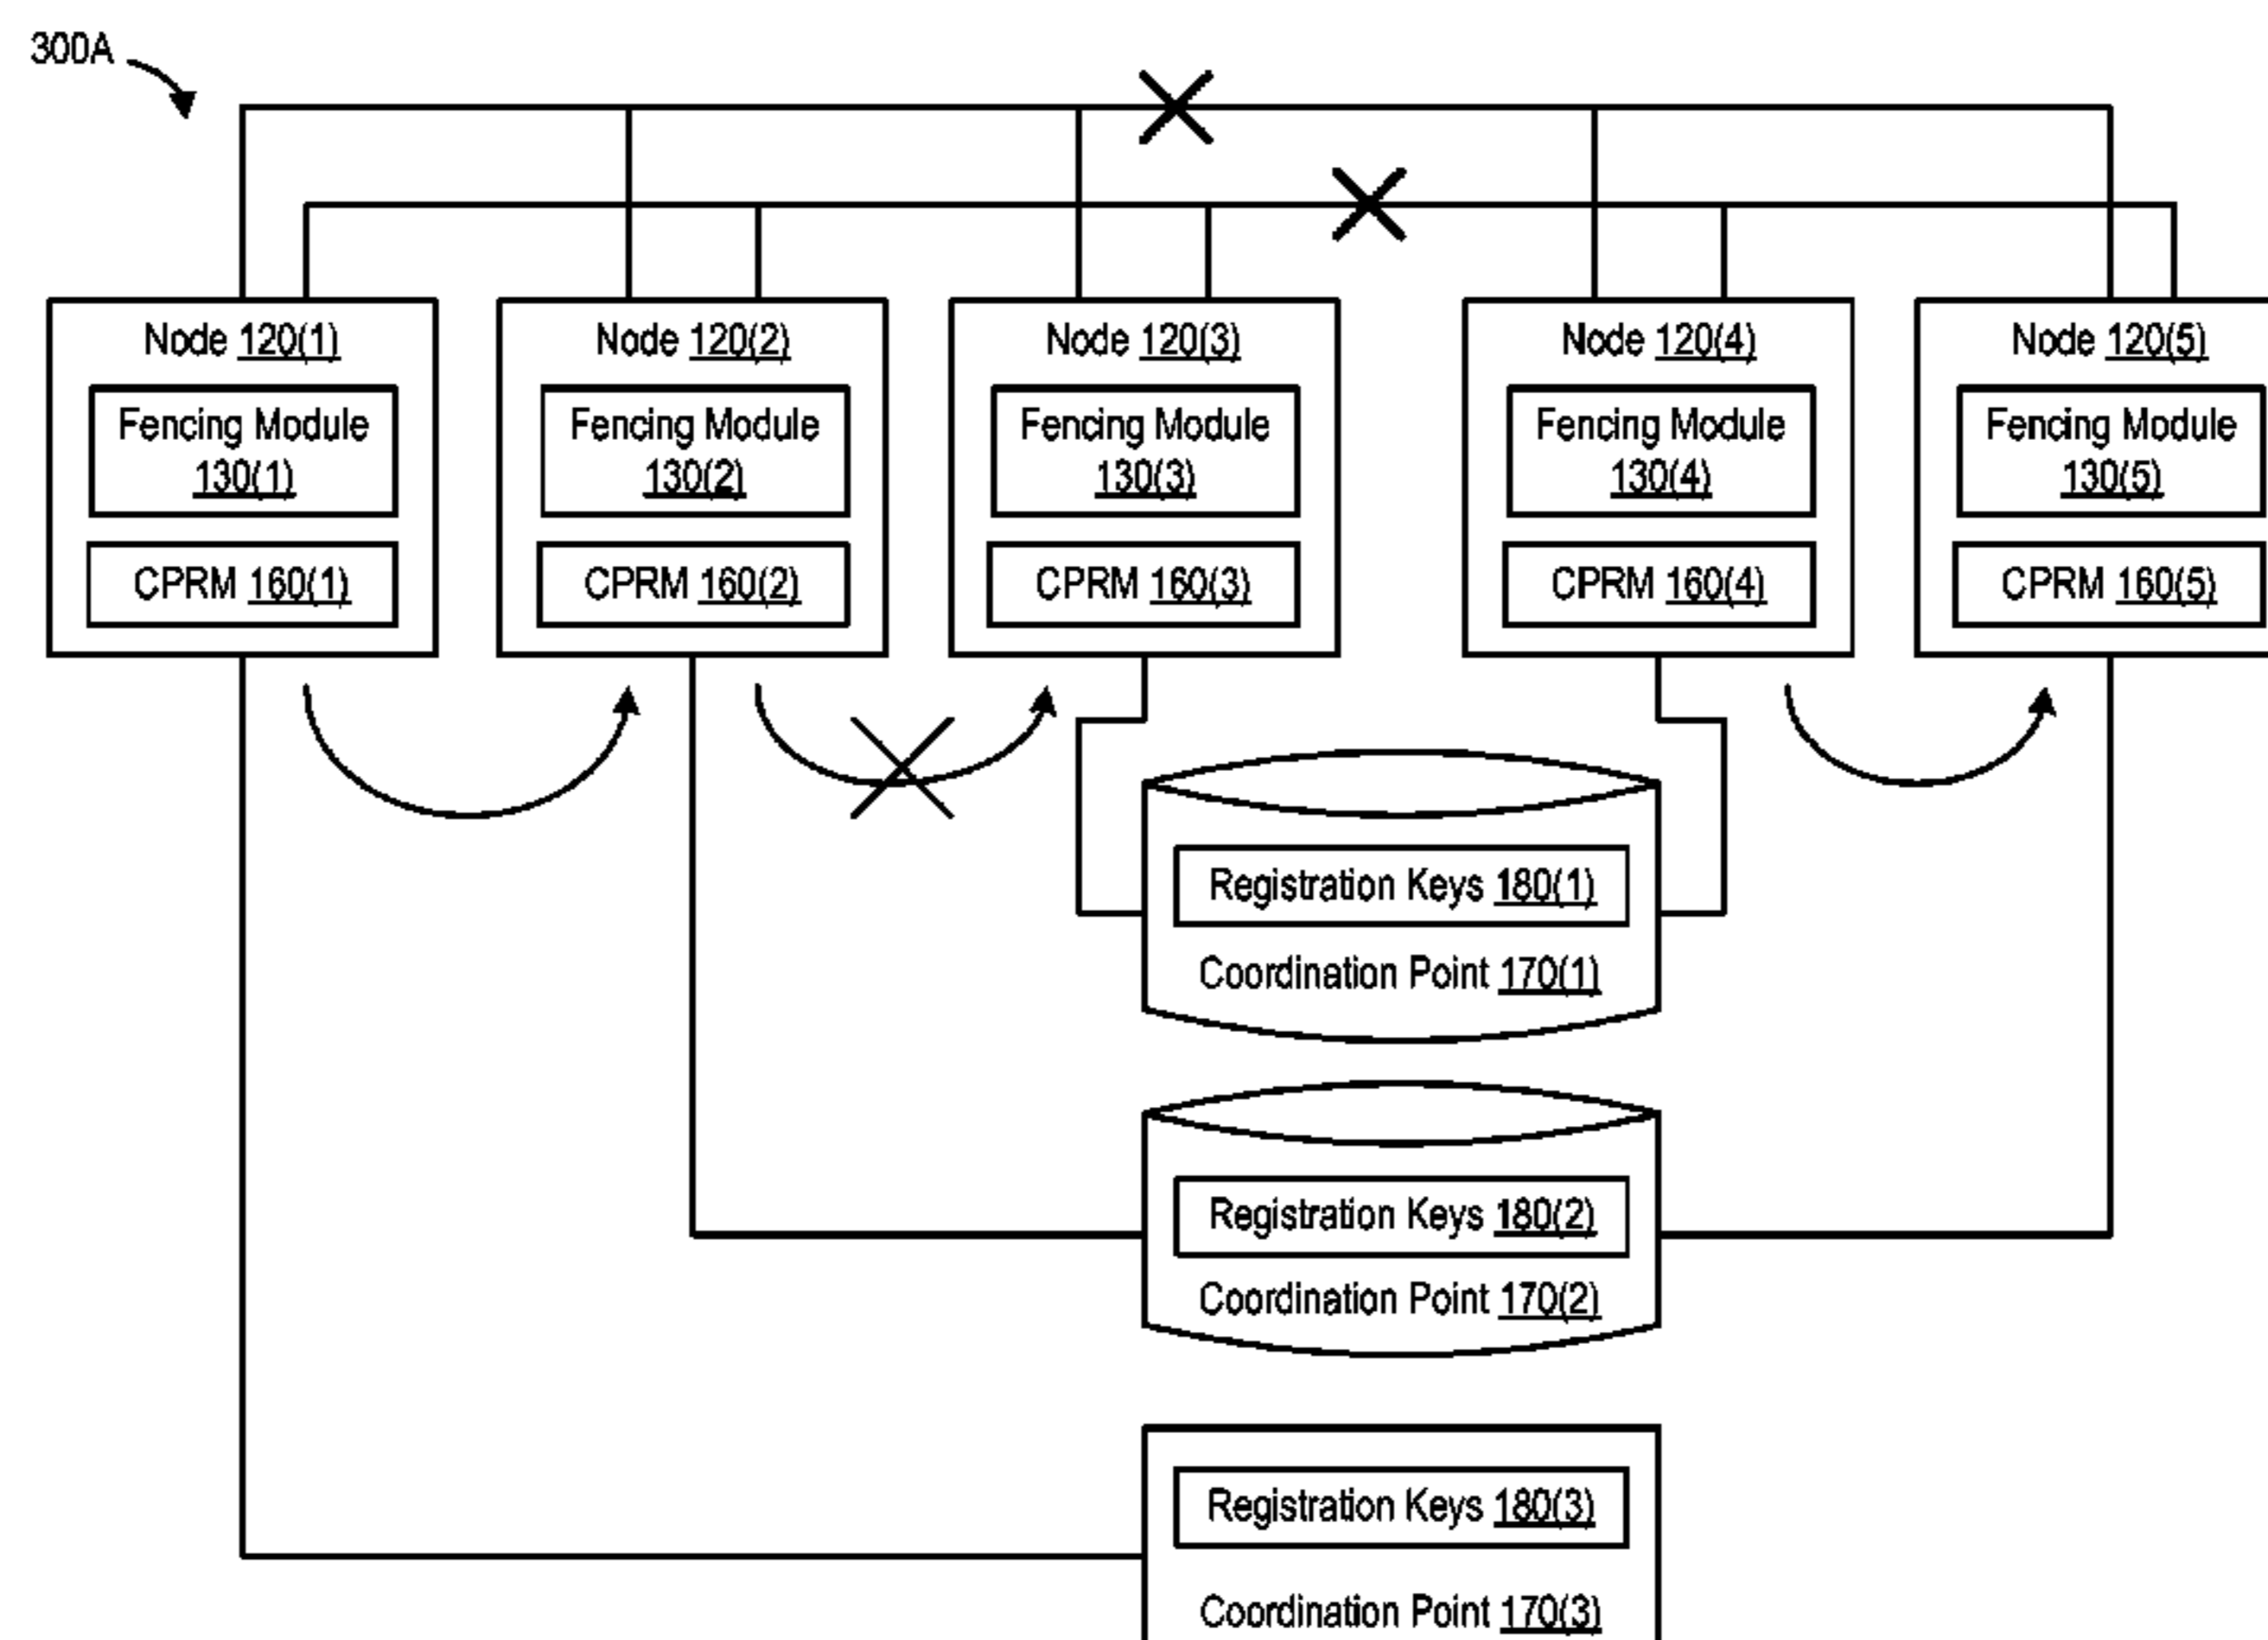 300A
Node 120(1)
Fencing Module
130(1)
CPRM 160(1)
Node 120(2)
Fencing Module
130(2)
CPRM 160(2)
Node 120(3)
Fencing Module
130(3)
CPRM 160(3)
Node 120(4)
Fencing Module
130(4)
CPRM 160(4)
Node 120(5)
Fencing Module
130(5)
CPRM 160(5)
Registration Keys 180(1)
Coordination Point 170(1)
Registration Keys 180(2)
Coordination Point 170(2)
Registration Keys 180(3)
Coordination Point 170(3)